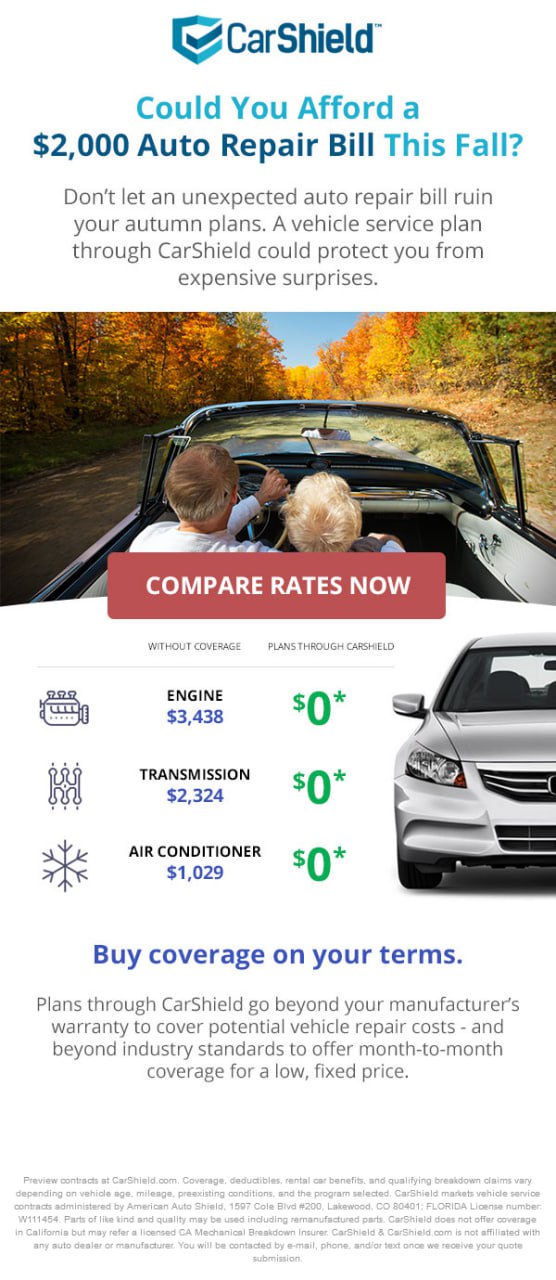 CarShield™
Could You Afford a
$2,000 Auto Repair Bill This Fall?
Don't let an unexpected auto repair bill ruin
your autumn plans. A vehicle service plan
through CarShield could protect you from
expensive surprises.
COMPARE RATES NOW
WITHOUT COVERAGE PLANS THROUGH CARSHIELD
ENGINE
$3,438 $0*
TRANSMISSION
$2,324 $0*
AIR CONDITIONER
$1,029 $0*
Buy coverage on your terms.
Plans through CarShield go beyond your manufacturer's
warranty to cover potential vehicle repair costs - and
beyond industry standards to offer month-to-month
coverage for a low, fixed price.
Preview contracts at CarShield.com. Coverage, deductibles, rental car benefits, and qualifying breakdown claims vary
depending on vehicle age, mileage, preexisting conditions, and the program selected. CarShield markets vehicle service
contracts administered by American Auto Shield, 1597 Cole Blvd #200, Lakewood, CO 80401; FLORIDA License number:
W111454. Parts of like kind and quality may be used including remanufactured parts. CarShield does not offer coverage
in California but may refer a licensed CA Mechanical Breakdown Insurer. CarShield & CarShield.com is not affiliated with
any auto dealer or manufacturer. You will be contacted by e-mail, phone, and/or text once we receive your quote
submission.